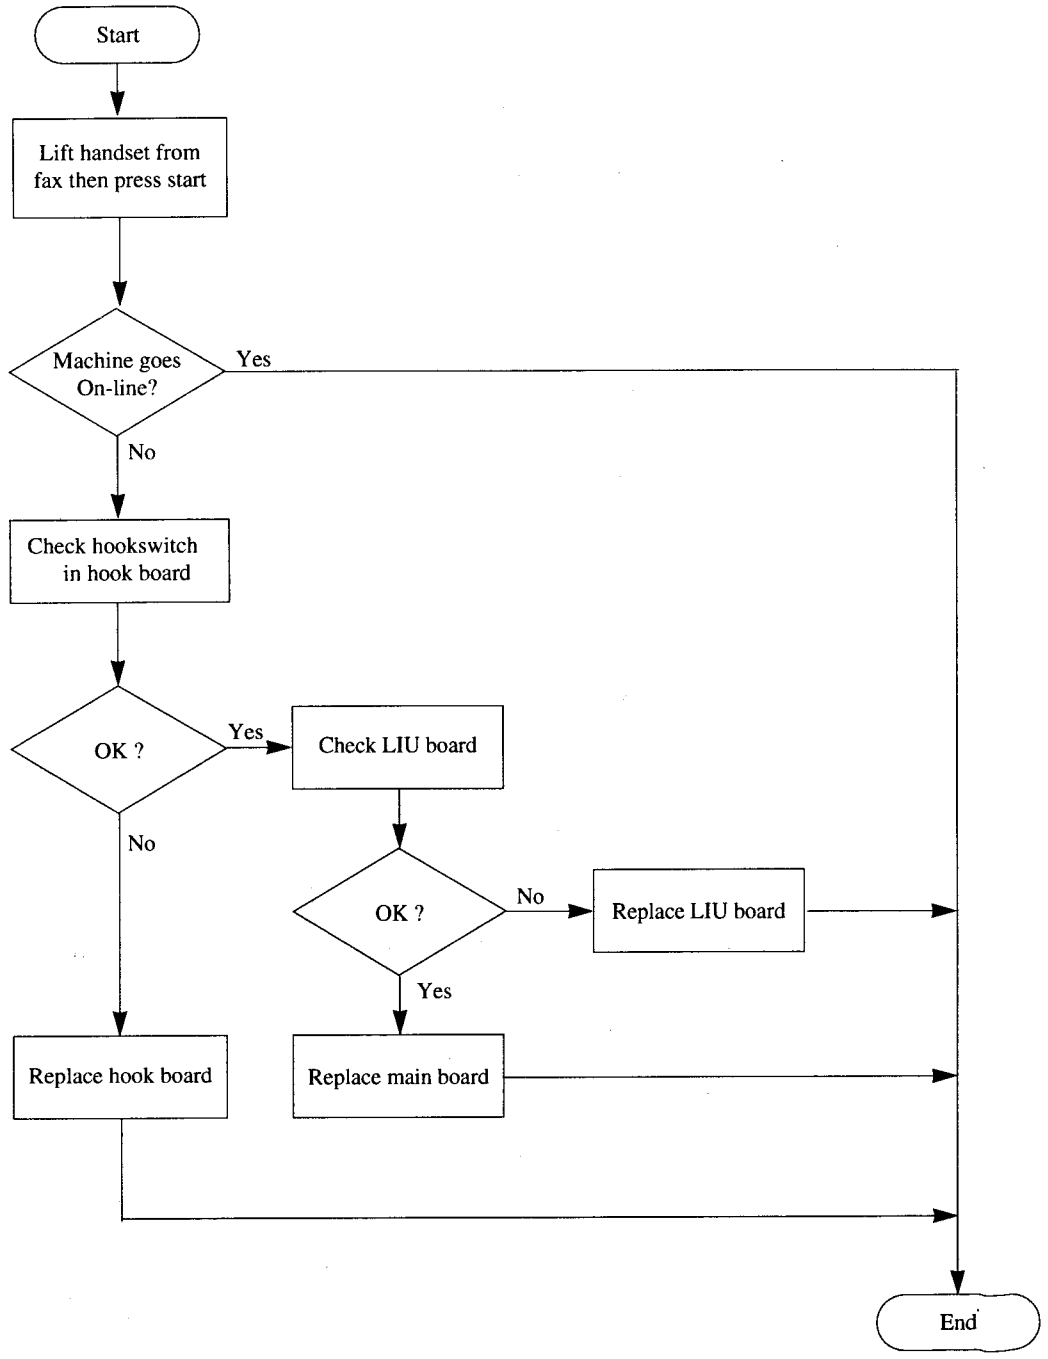 Start
Lift handset from
fax then press start
Machine goes
On-line?
Yes
No
Check hookswitch
in hook board
OK ?
Yes
Check LIU board
No
OK ?
No
Replace LIU board
Yes
Replace hook board
Replace main board
End